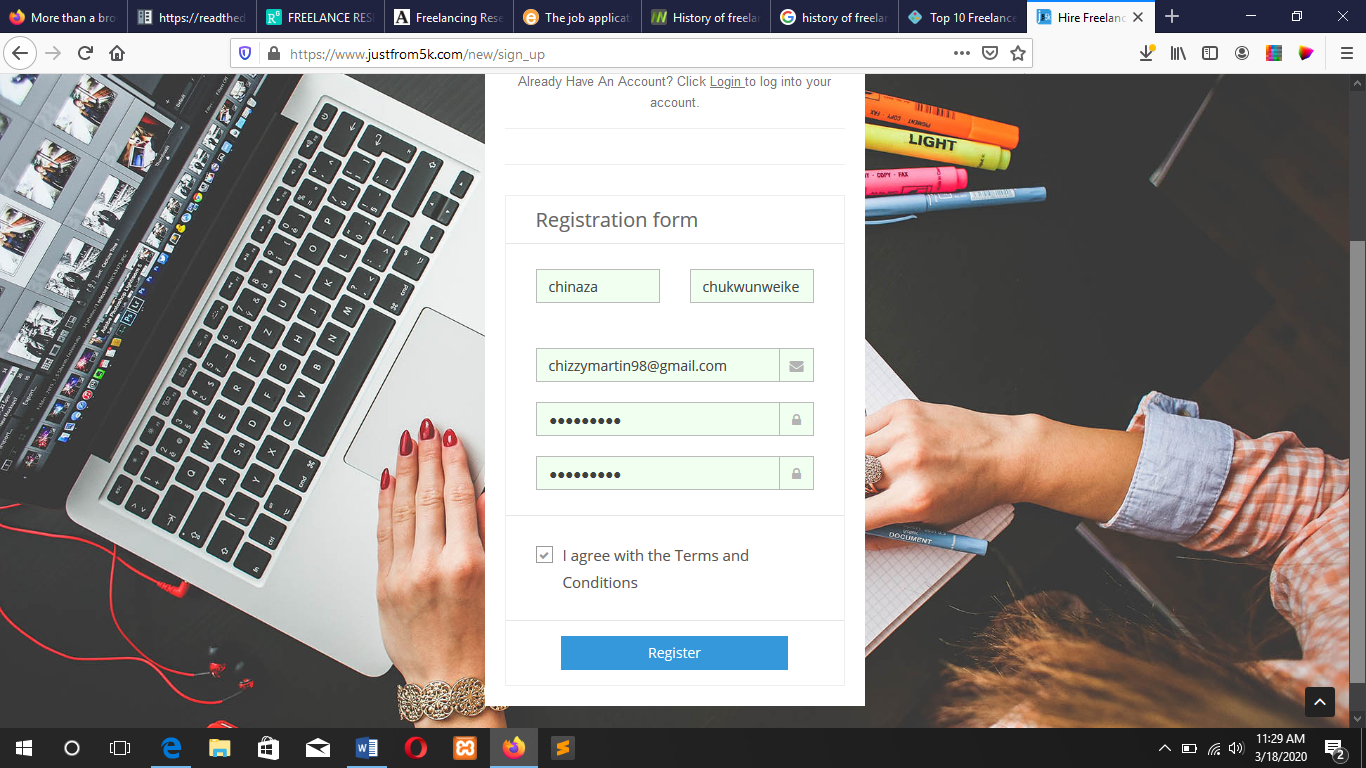 More than a bro
https://readthed
FREELANCE RES
Freelancing Rese
The job applicat
History of freelar
history of freelar
Top 10 Freelance
Hire Freelanc
https://www.justfrom5k.com/new/sign_up
Already Have An Account? Click Login to log into your
account.
Registration form
chinaza
chukwunweike
chizzymartin98@gmail.com
•••••••••
•••••••••
I agree with the Terms and
Conditions
Register
LIGHT
DOCUMENT
11:29 AM
3/18/2020
2